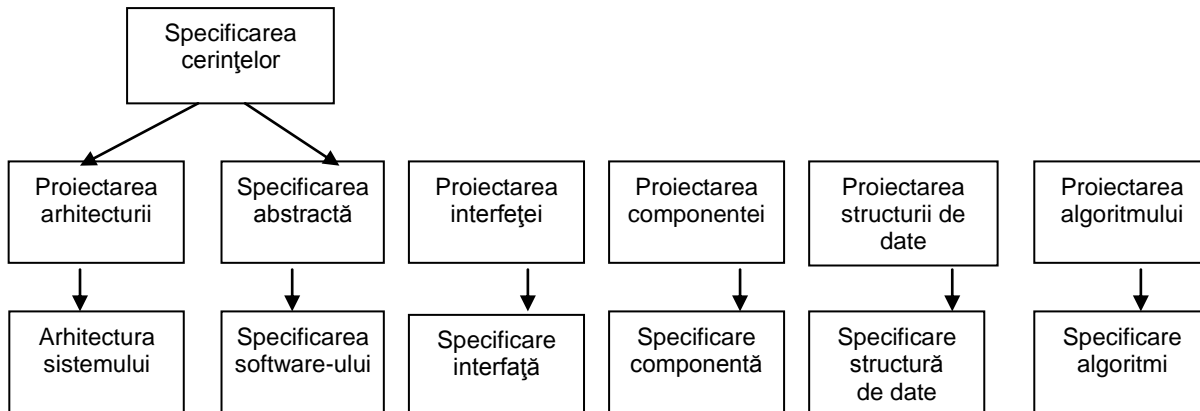 Specificarea
cerinţelor
Proiectarea
arhitecturii
Specificarea
abstractă
Proiectarea
interfeţei
Proiectarea
componentei
Proiectarea
structurii de
date
Proiectarea
algoritmului
Arhitectura
sistemului
Specificarea
software-ului
Specificare
interfaţă
Specificare
componentă
Specificare
structură
de date
Specificare
algoritmi